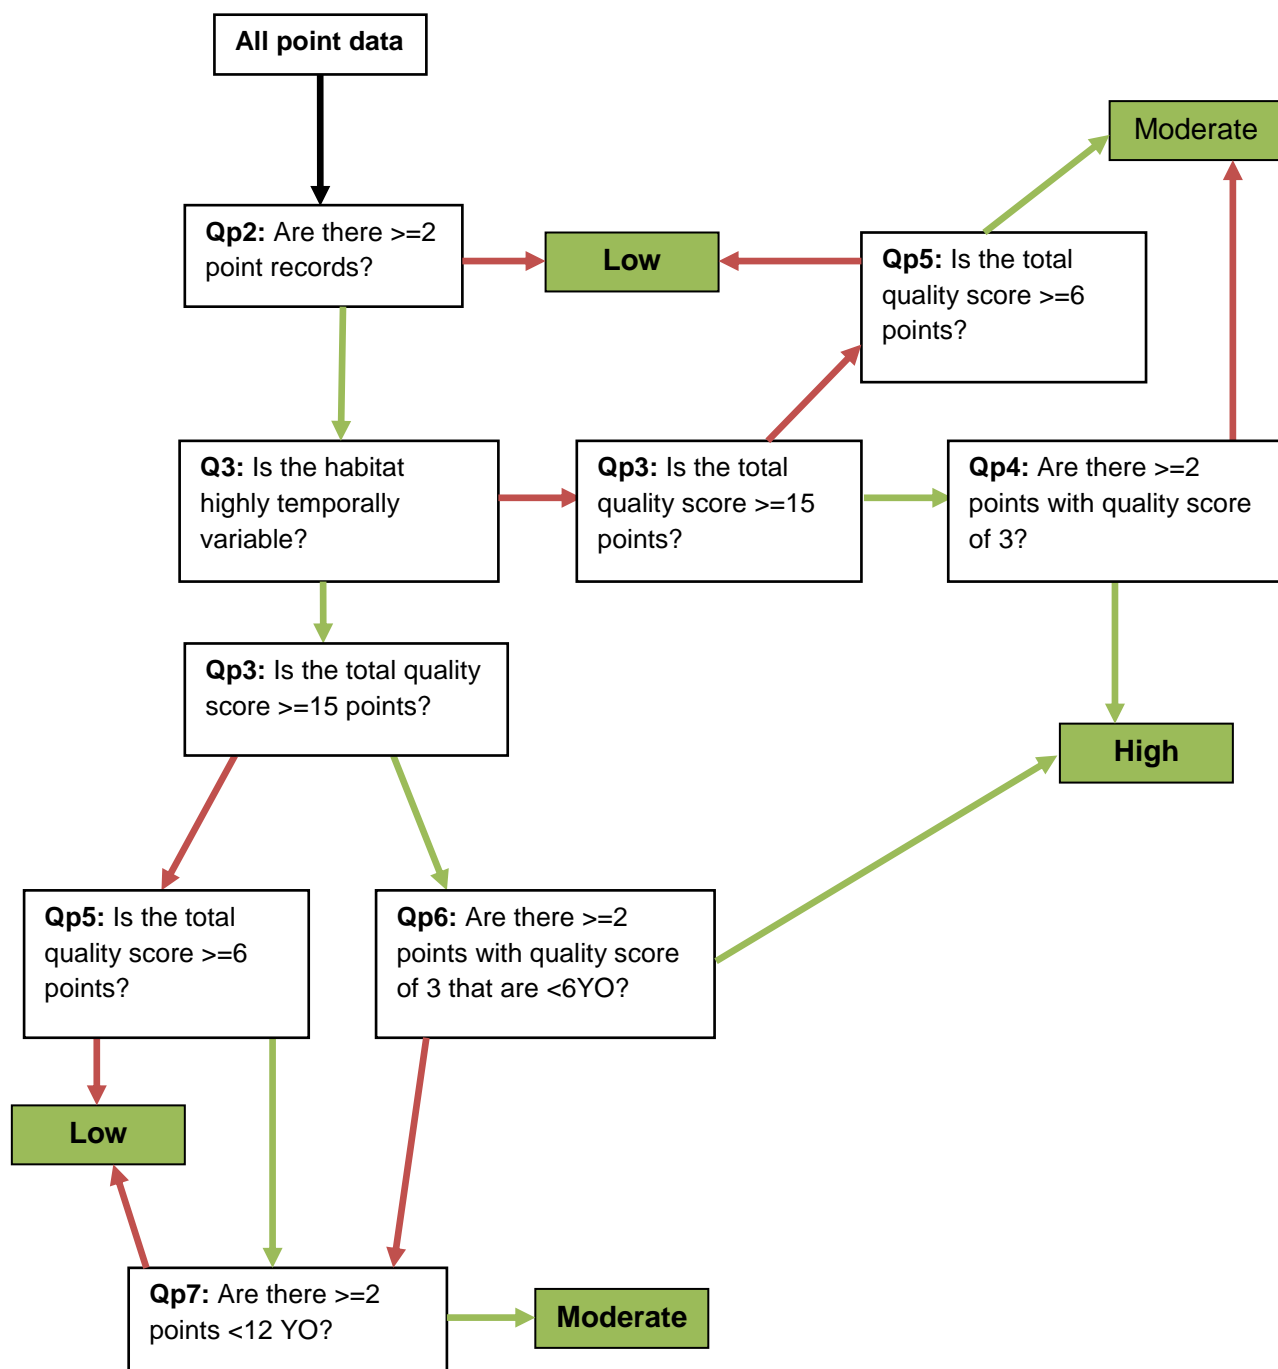 All point data
Moderate
Qp2: Are there >=2
point records?
Low
Qp5: Is the total
quality score >=6
points?
Q3: Is the habitat
highly temporally
variable?
Qp3: Is the total
quality score >=15
points?
Qp4: Are there >=2
points with quality score
of 3?
Qp3: Is the total quality
score >=15 points?
High
Qp5: Is the total
quality score >=6
points?
Qp6: Are there >=2
points with quality score
of 3 that are <6YO?
Low
Qp7: Are there >=2
points <12 YO?
Moderate